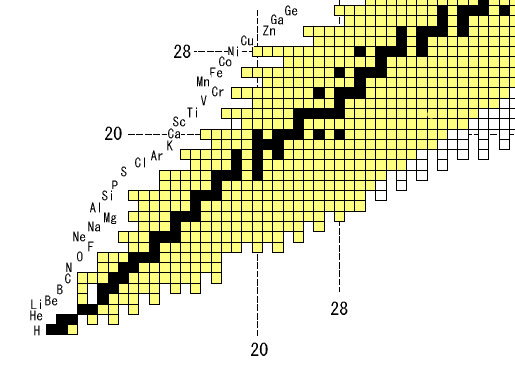 Ge
Ga
Zn
Cu
28 Ni
Co
Fe
Mn
Cr
V
Ti
Sc
20 Ca
K
Ar
Cl
S
P
Si
Al
Mg
Na
Ne
F
O
N
C
B
Be
Li
He
H
28
20